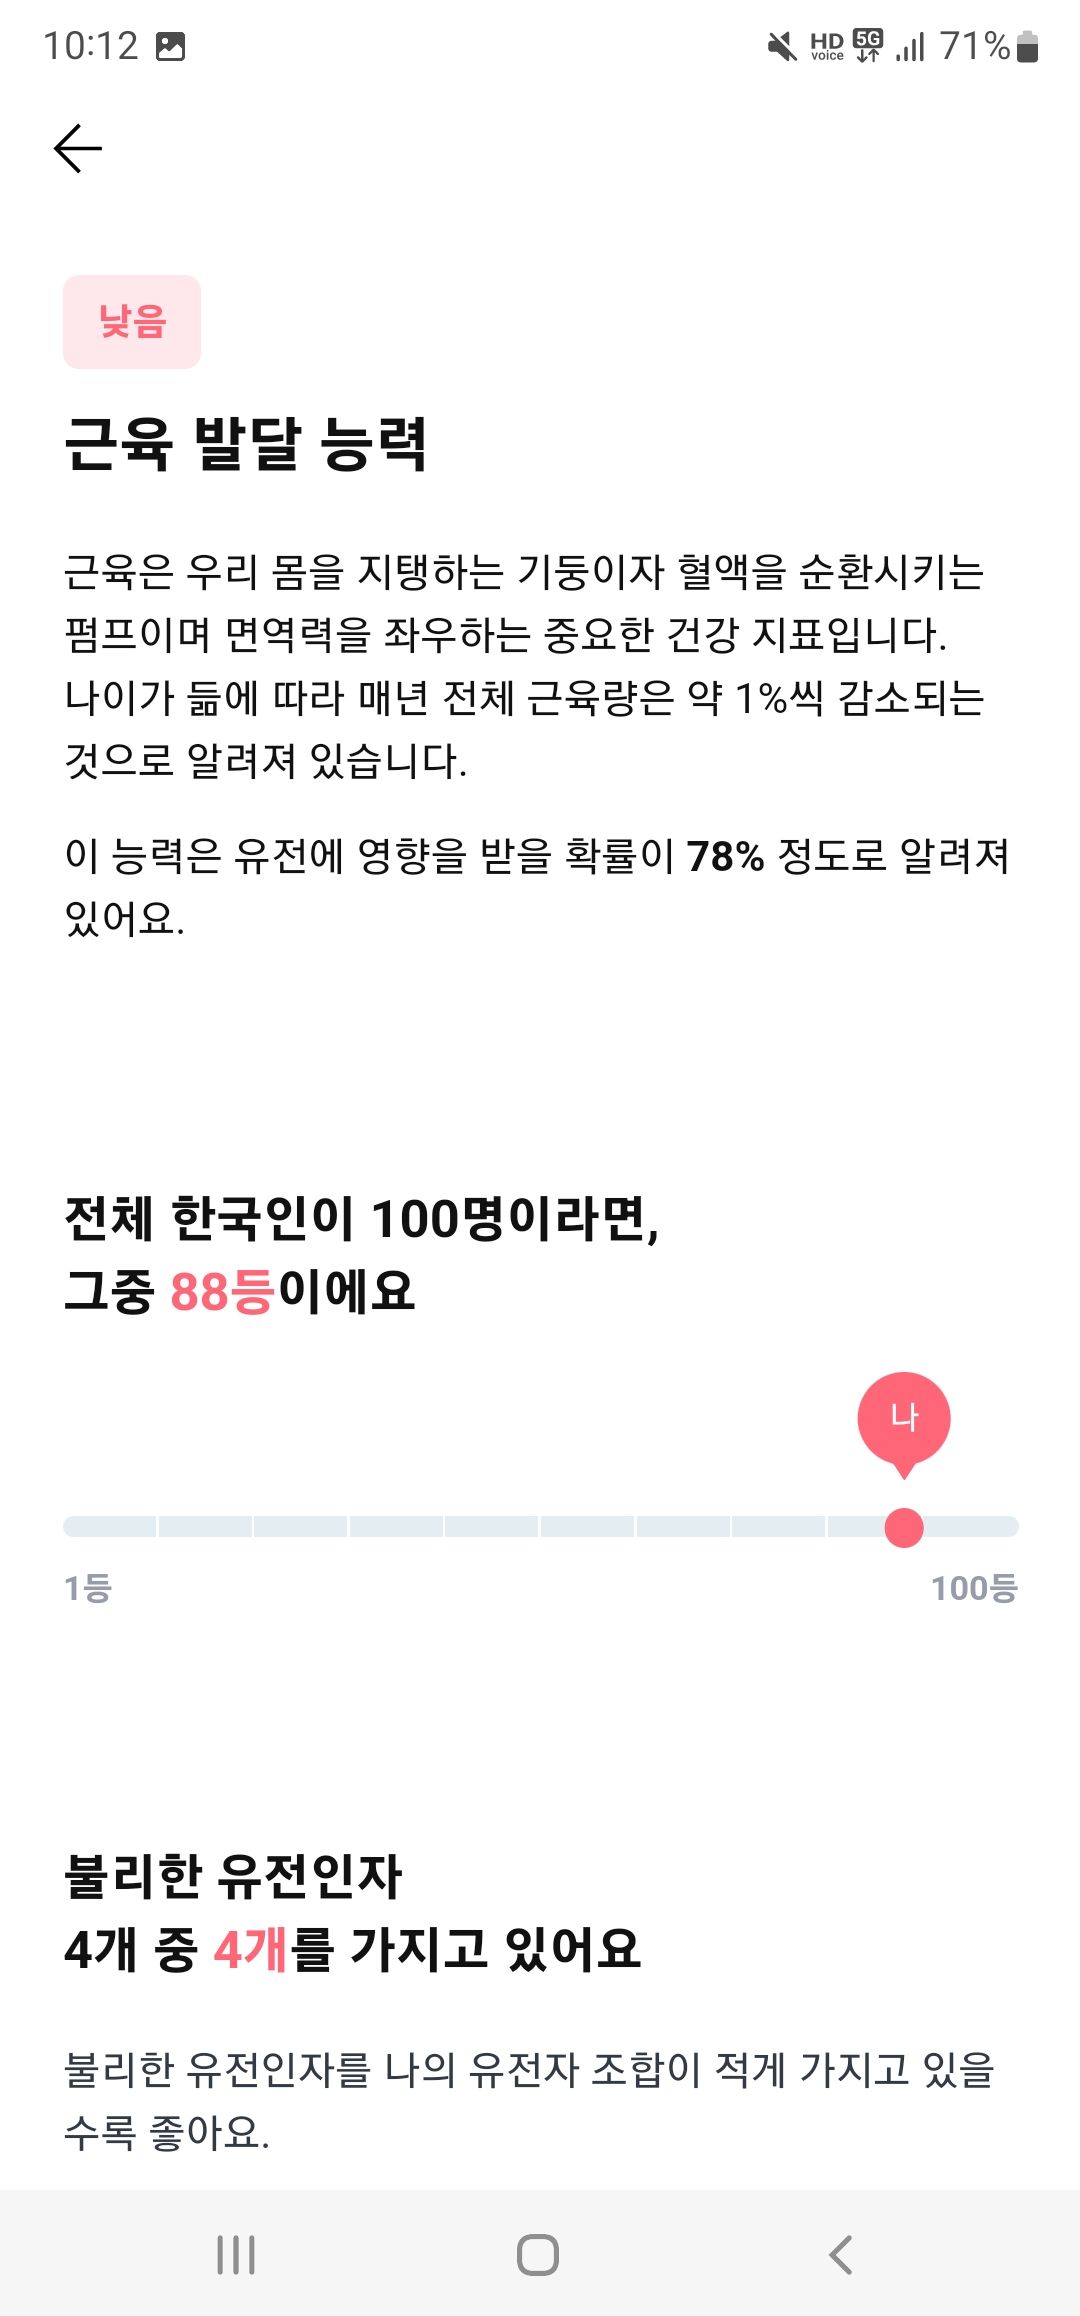 10:12
HD voice 5G 71%
낮음
근육 발달 능력
근육은 우리 몸을 지탱하는 기둥이자 혈액을 순환시키는
펌프이며 면역력을 좌우하는 중요한 건강 지표입니다.
나이가 듦에 따라 매년 전체 근육량은 약 1%씩 감소되는
것으로 알려져 있습니다.
이 능력은 유전에 영향을 받을 확률이 78% 정도로 알려져
있어요.
전체 한국인이 100명이라면,
그중 88등이에요
나
1등
100등
불리한 유전인자
4개 중 4개를 가지고 있어요
불리한 유전인자를 나의 유전자 조합이 적게 가지고 있을
수록 좋아요.